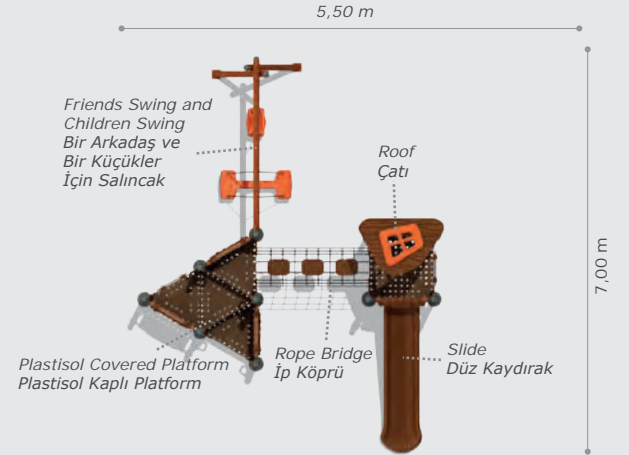 5,50 m
Friends Swing and
Children Swing
Bir Arkadaş ve
Bir Küçükler
İçin Salıncak
Roof
Çatı
7,00 m
Plastisol Covered Platform
Plastisol Kaplı Platform
Rope Bridge
İp Köprü
Slide
Düz Kaydırak